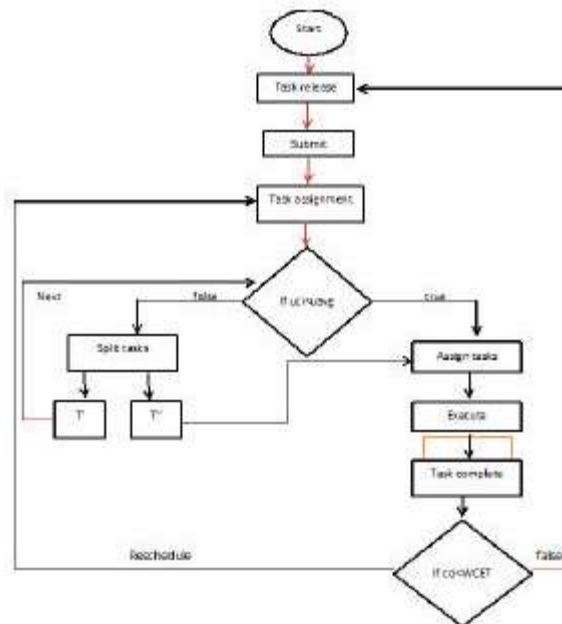 Start
Task release
Submit
Task assignment
Next
false
true
Split tasks
Assign tasks
T'
T''
Execute
Task complete
Reschedule
false